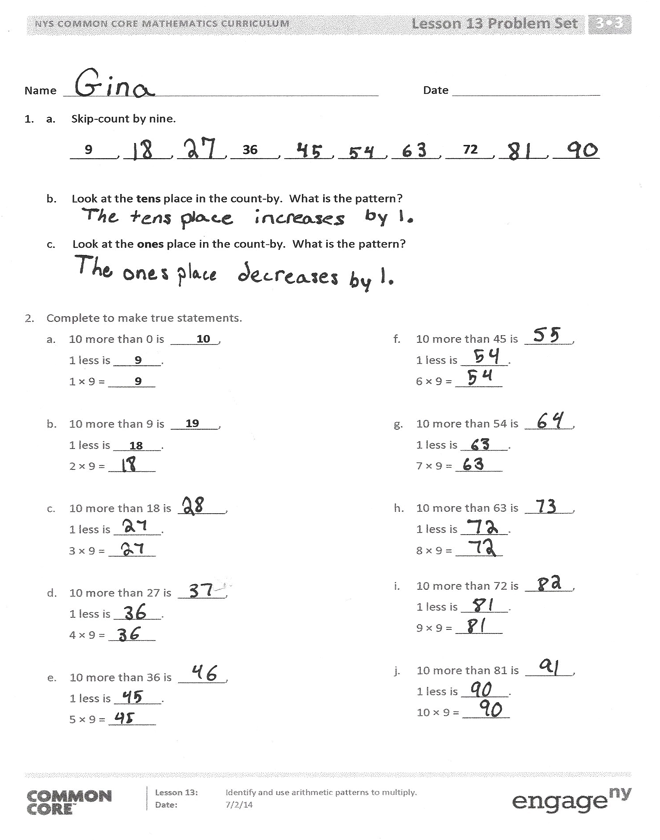 NYS COMMON CORE MATHEMATICS CURRICULUM Lesson 13 Problem Set 3•3
Name Gina Date
1. a. Skip-count by nine.
9, 18, 27, 36, 45, 54, 63, 72, 81, 90
b. Look at the tens place in the count-by. What is the pattern?
The tens place increases by 1.
c. Look at the ones place in the count-by. What is the pattern?
The ones place decreases by 1.
2. Complete to make true statements.
a. 10 more than 0 is 10,
1 less is 9.
1 × 9 = 9
b. 10 more than 9 is 19,
1 less is 18.
2 × 9 = 18
c. 10 more than 18 is 28,
1 less is 27.
3 × 9 = 27
d. 10 more than 27 is 37,
1 less is 36.
4 × 9 = 36
e. 10 more than 36 is 46,
1 less is 45.
5 × 9 = 45
f. 10 more than 45 is 55,
1 less is 54.
6 × 9 = 54
g. 10 more than 54 is 64,
1 less is 63.
7 × 9 = 63
h. 10 more than 63 is 73,
1 less is 72.
8 × 9 = 72
i. 10 more than 72 is 82,
1 less is 81.
9 × 9 = 81
j. 10 more than 81 is 91,
1 less is 90.
10 × 9 = 90
COMMON CORE™
Lesson 13: Identify and use arithmetic patterns to multiply.
Date: 7/2/14
engage ny